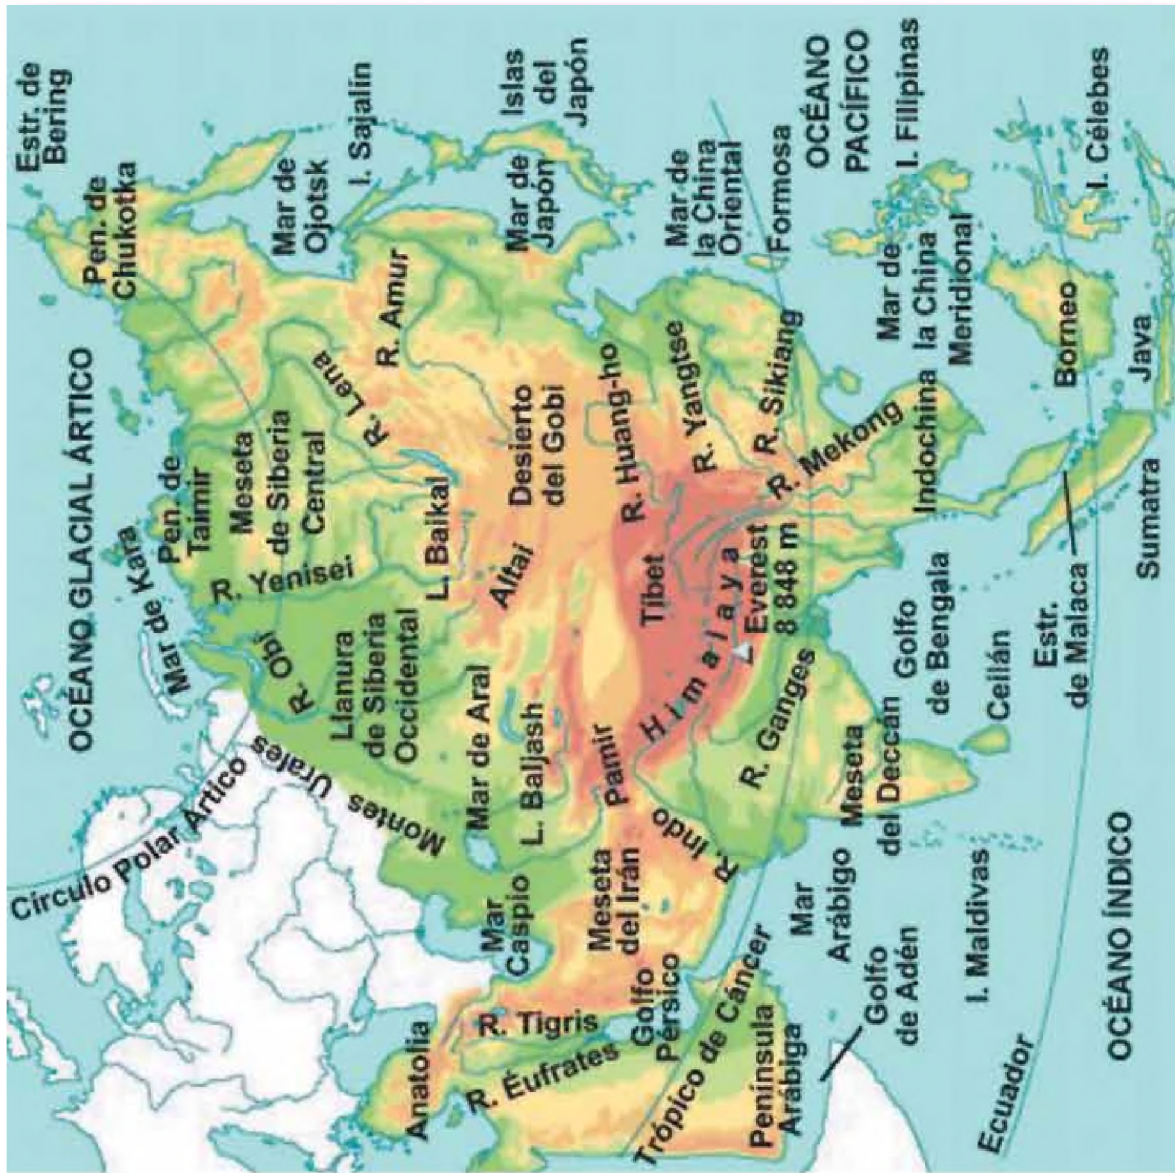 OCÉANO GLACIAL ÁRTICO
Estr. de
Bering
Pen. de
Chukotka
Círculo Polar Ártico
Mar de Kara
Pen. de
Taimir
Mar de
Ojotsk
I. Sajalín
Montes Urales
R. Obi
R. Yenisei
Meseta
de Siberia
Central
R. Lena
R. Amur
Llanura
de Siberia
Occidental
L. Baikal
Islas
del
Japón
Mar de
Japón
Mar de Aral
Altai
Desierto
del Gobi
L. Baljash
Mar
Caspio
Anatolia
R. Tigris
R. Éufrates
Meseta
del Irán
Pamir
Tíbet
R. Huang-ho
Mar de
la China
Oriental
R. Yangtse
Himalaya
Golfo
Pérsico
R. Indo
Everest
8 848 m
R. Sikiang
Formosa
Trópico de Cáncer
R. Ganges
R. Mekong
OCÉANO
PACÍFICO
Península
Arábiga
Mar
Arábigo
Meseta
del Deccán
Golfo
de Bengala
Indochina
Mar de
la China
Meridional
I. Filipinas
Golfo
de Adén
I. Maldivas
Ceilán
Estr.
de Malaca
Borneo
I. Célebes
Ecuador
OCÉANO ÍNDICO
Sumatra
Java